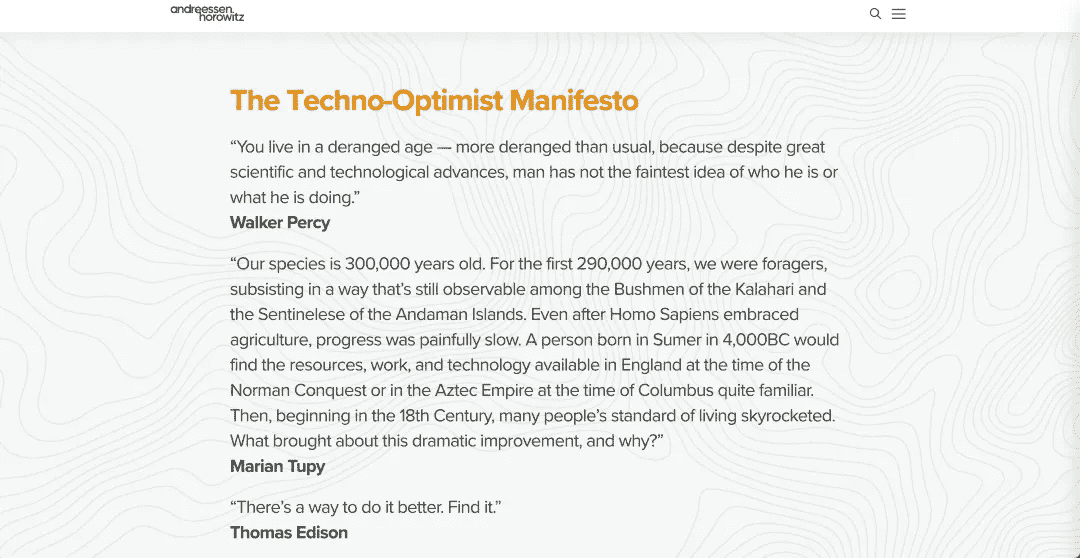 andreessen.
horowitz
The Techno-Optimist Manifesto
“You live in a deranged age — more deranged than usual, because despite great
scientific and technological advances, man has not the faintest idea of who he is or
what he is doing.”
Walker Percy
“Our species is 300,000 years old. For the first 290,000 years, we were foragers,
subsisting in a way that’s still observable among the Bushmen of the Kalahari and
the Sentinelese of the Andaman Islands. Even after Homo Sapiens embraced
agriculture, progress was painfully slow. A person born in Sumer in 4,000BC would
find the resources, work, and technology available in England at the time of the
Norman Conquest or in the Aztec Empire at the time of Columbus quite familiar.
Then, beginning in the 18th Century, many people’s standard of living skyrocketed.
What brought about this dramatic improvement, and why?”
Marian Tupy
“There’s a way to do it better. Find it.”
Thomas Edison